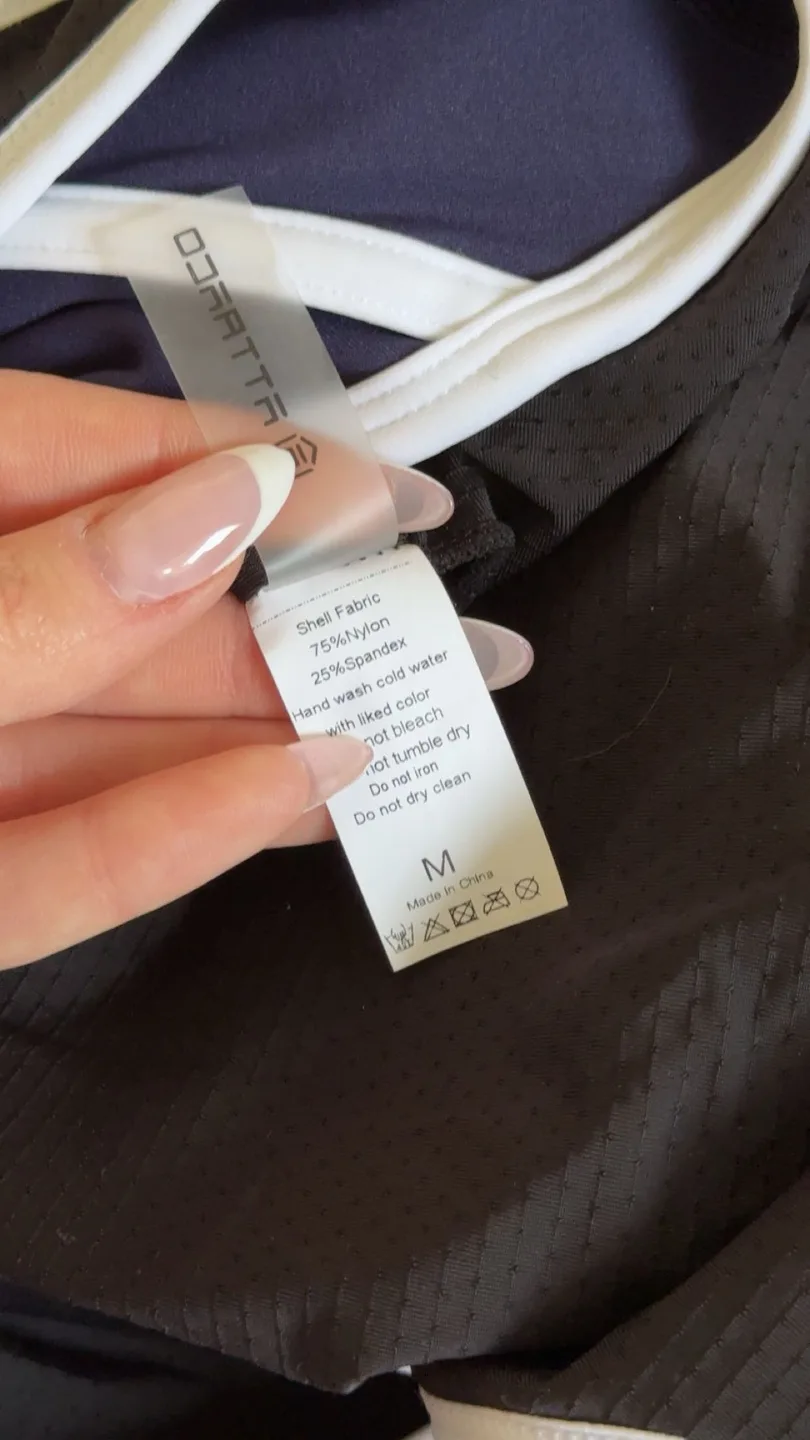 ATTRACO
Shell Fabric
75%Nylon
25%Spandex
Hand wash cold water
with liked color
not bleach
not tumble dry
Do not iron
Do not dry clean
M
Made in China